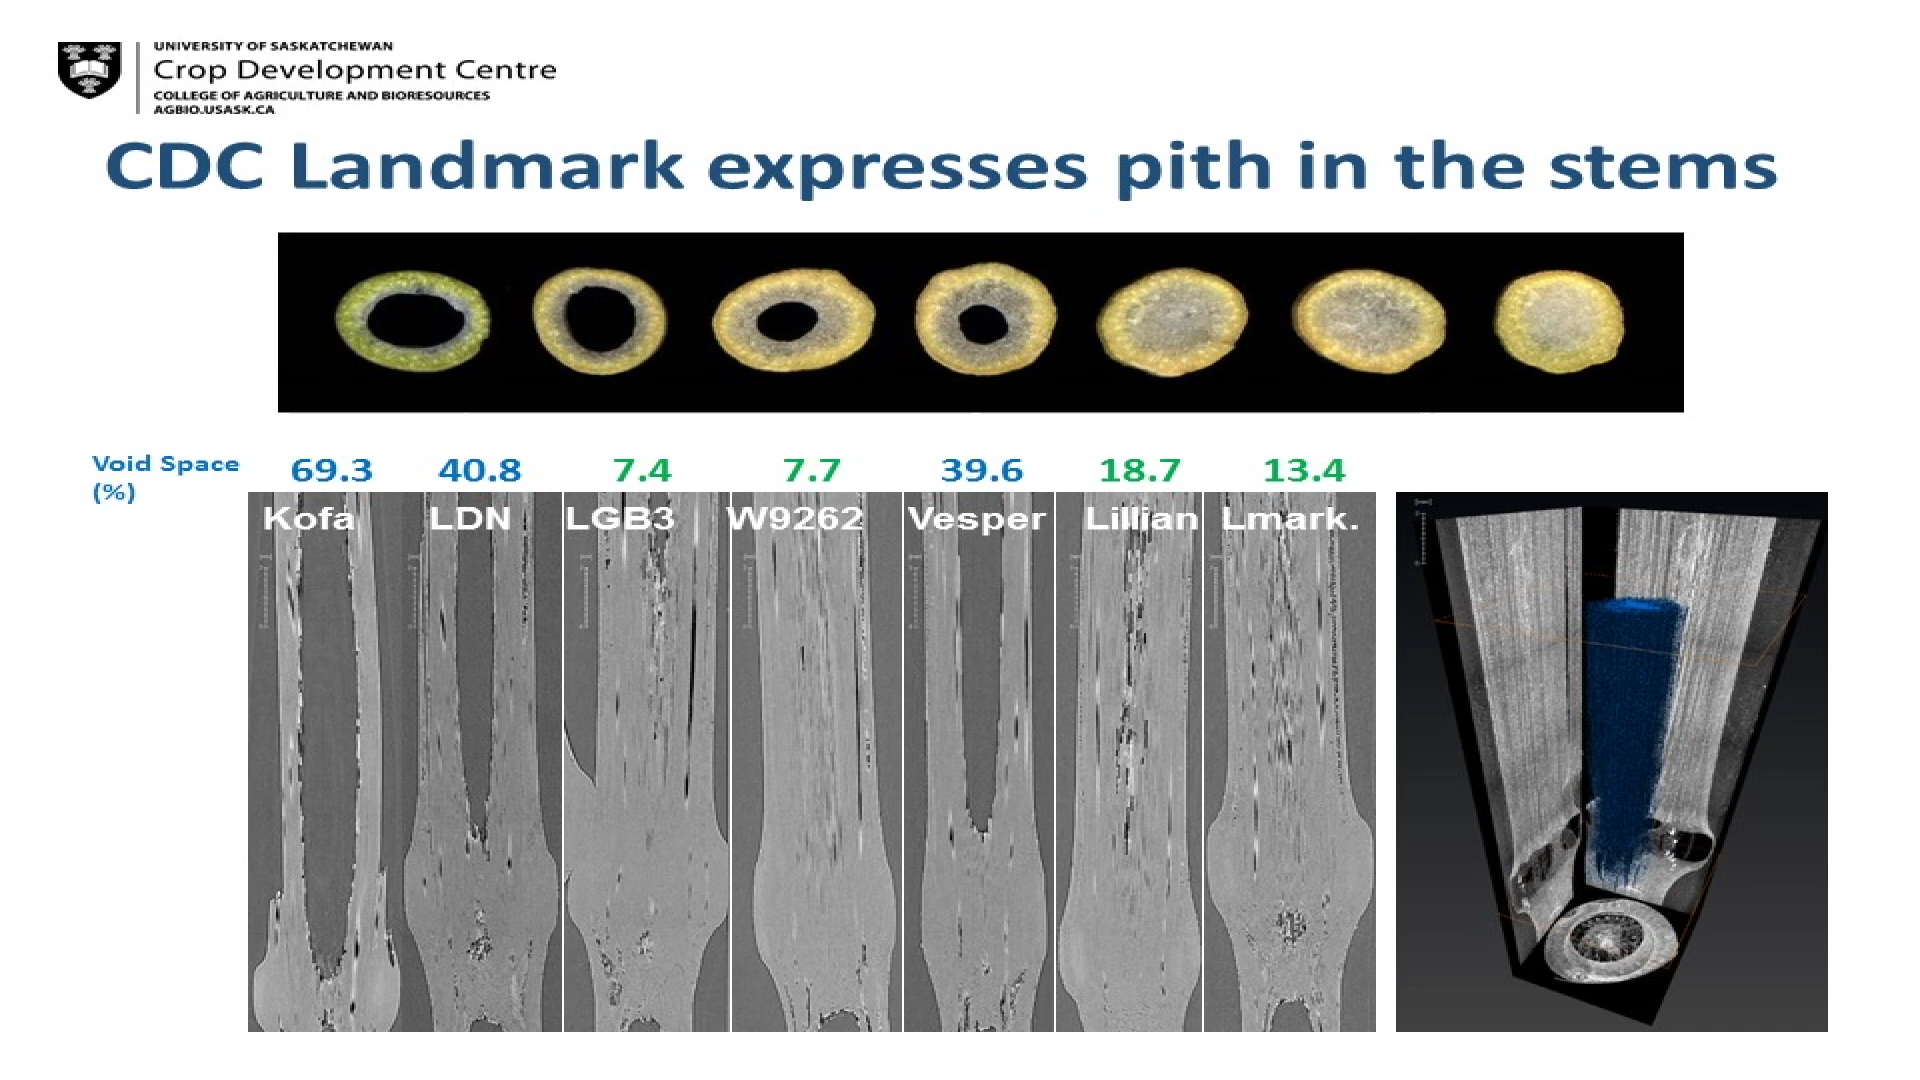 UNIVERSITY OF SASKATCHEWAN
Crop Development Centre
COLLEGE OF AGRICULTURE AND BIORESOURCES
AGBIO.USASK.CA
CDC Landmark expresses pith in the stems
Void Space (%)
69.3 40.8 7.4 7.7 39.6 18.7 13.4
Kofa LDN LGB3 W9262 Vesper Lillian Lmark.